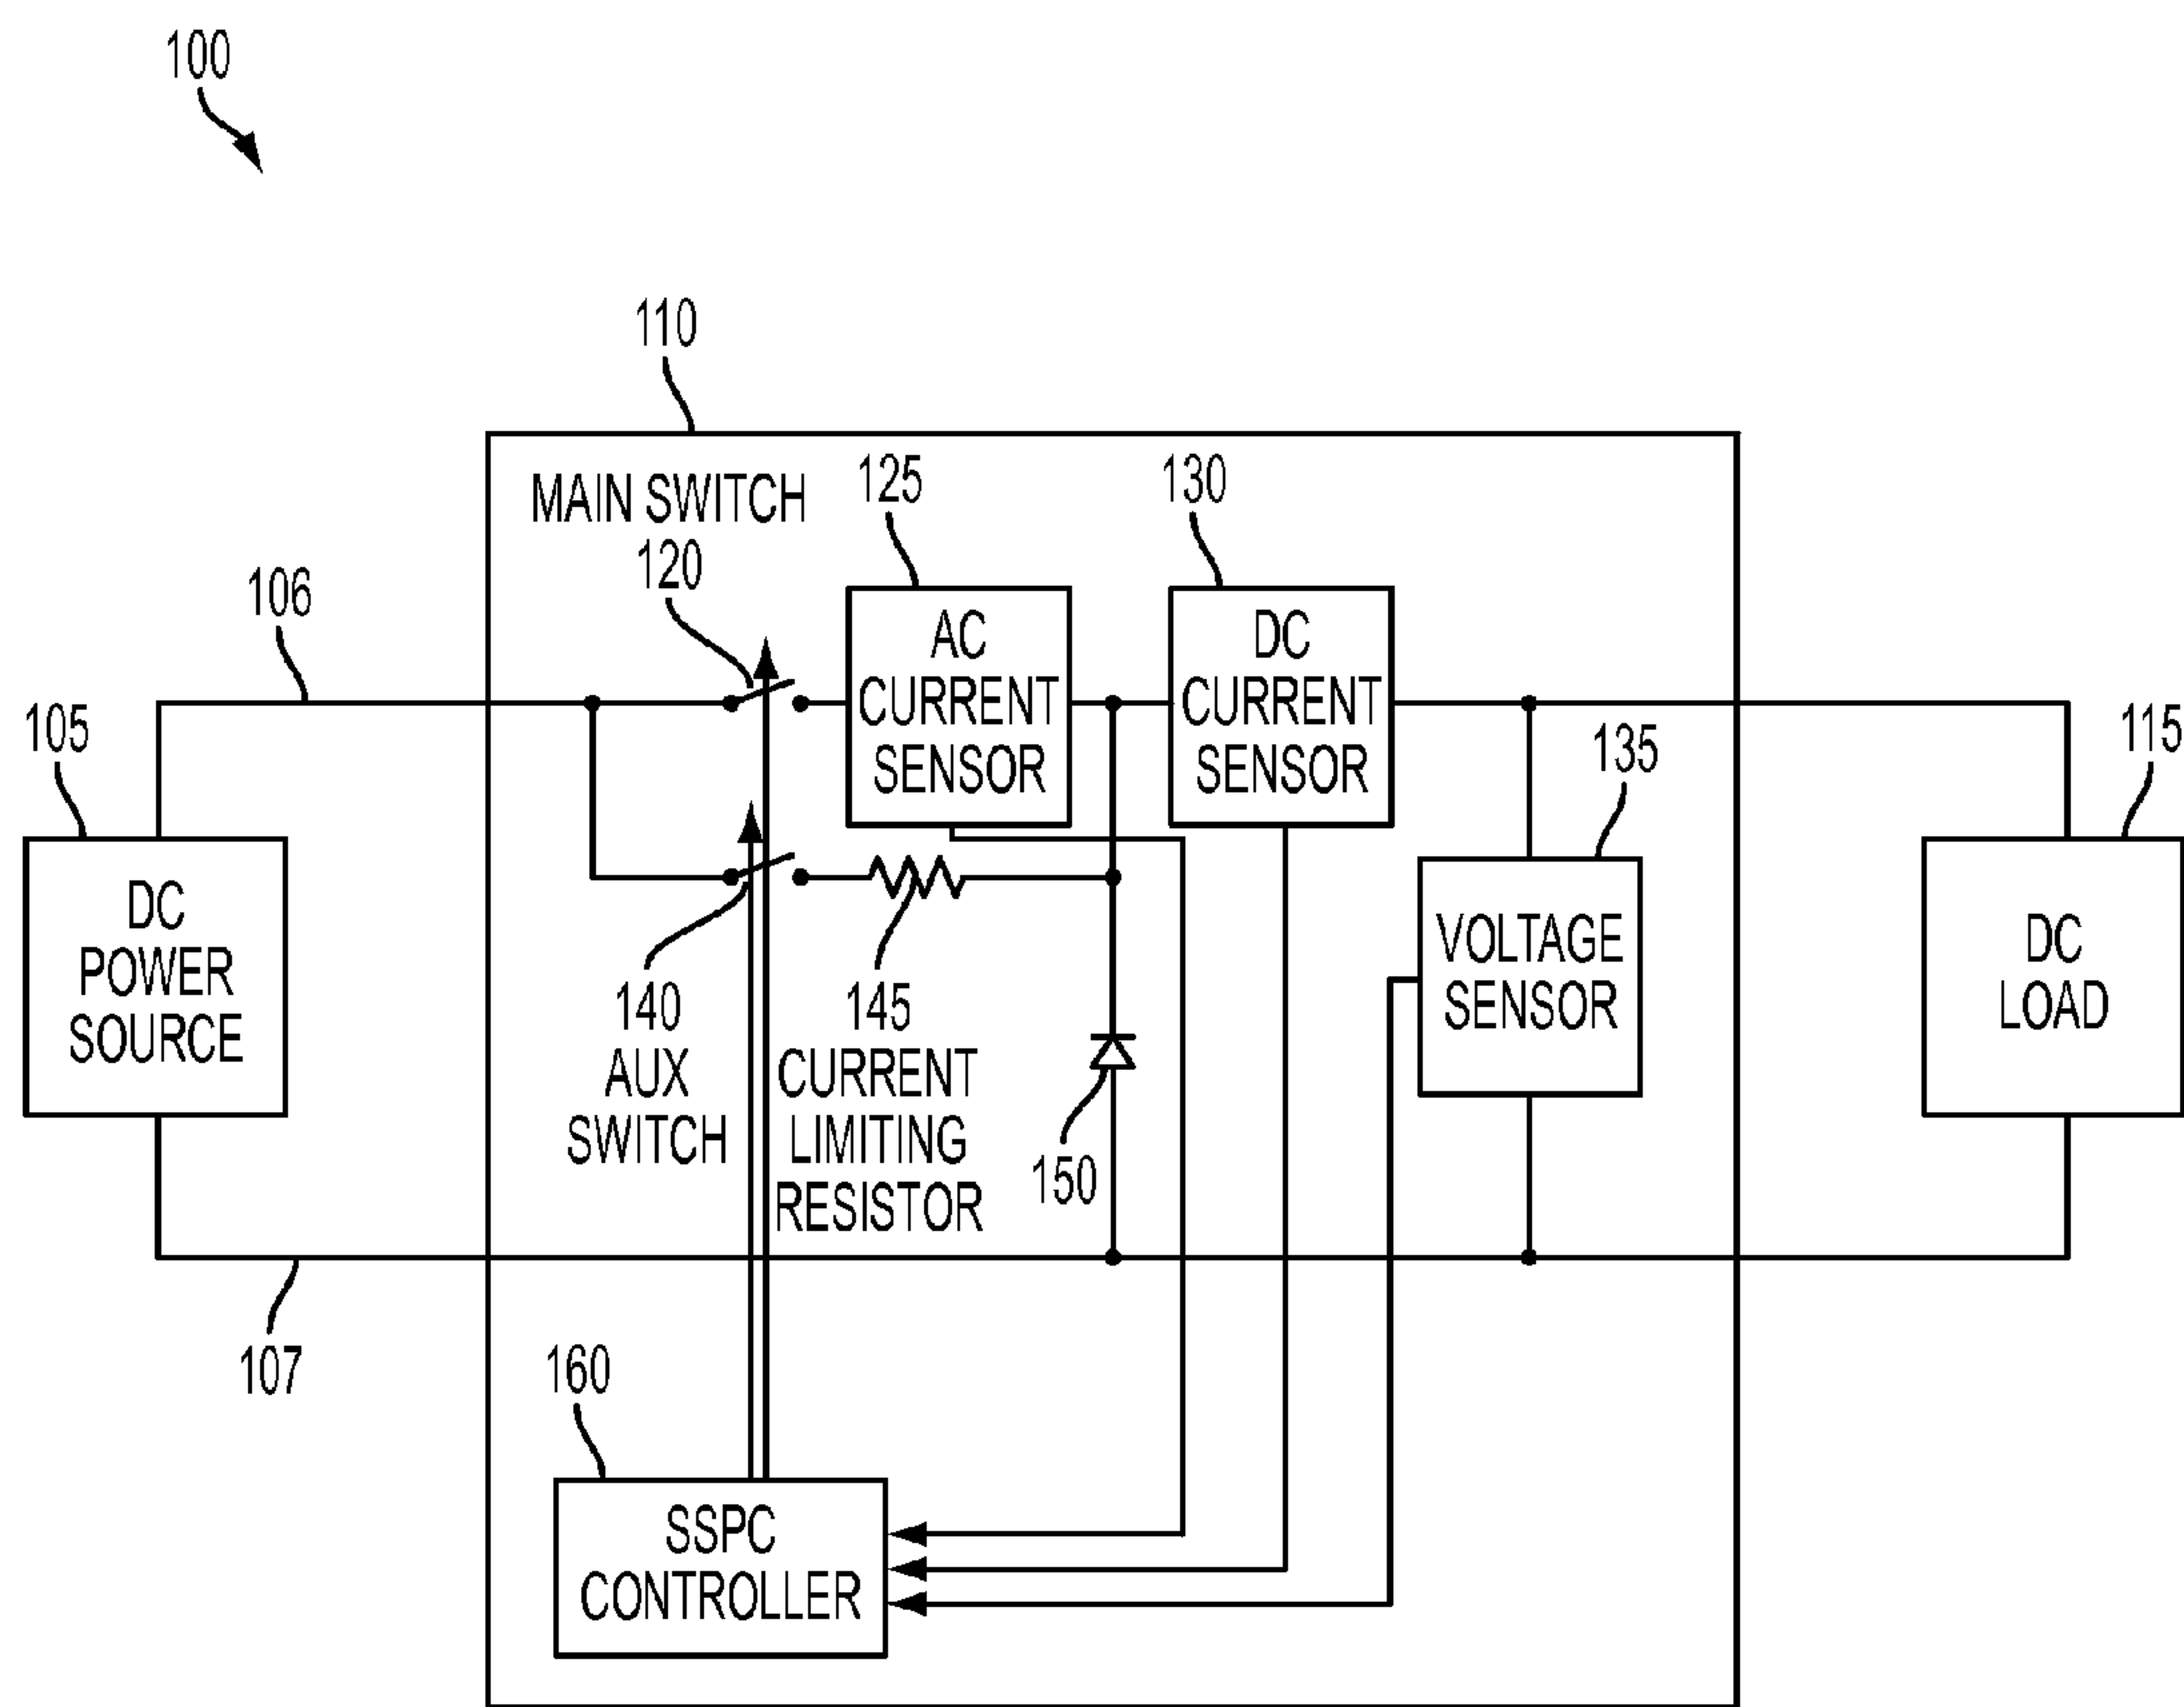 100
110
MAIN SWITCH
120
125
130
106
AC
CURRENT
SENSOR
DC
CURRENT
SENSOR
105
135
115
DC
POWER
SOURCE
VOLTAGE
SENSOR
DC
LOAD
140
AUX
SWITCH
145
CURRENT
LIMITING
RESISTOR
150
107
160
SSPC
CONTROLLER